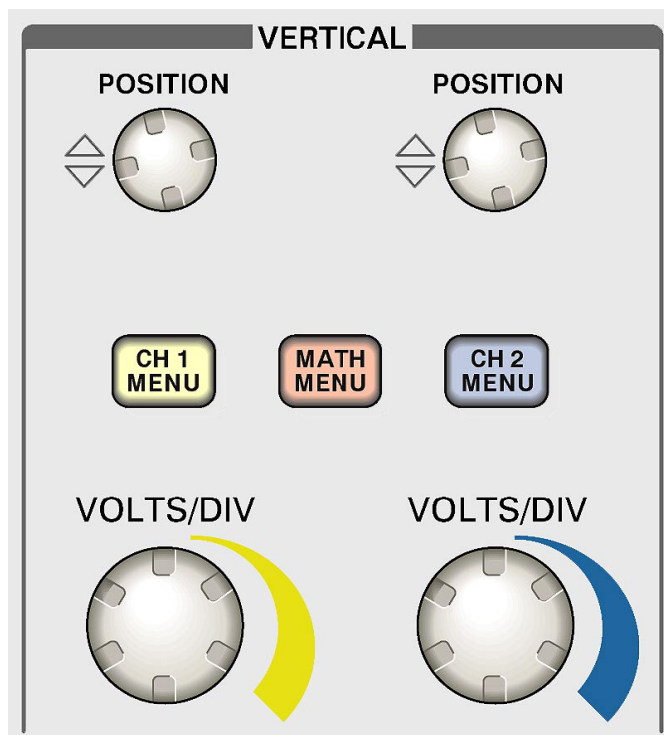 VERTICAL
POSITION
POSITION
CH 1
MENU
MATH
MENU
CH 2
MENU
VOLTS/DIV
VOLTS/DIV